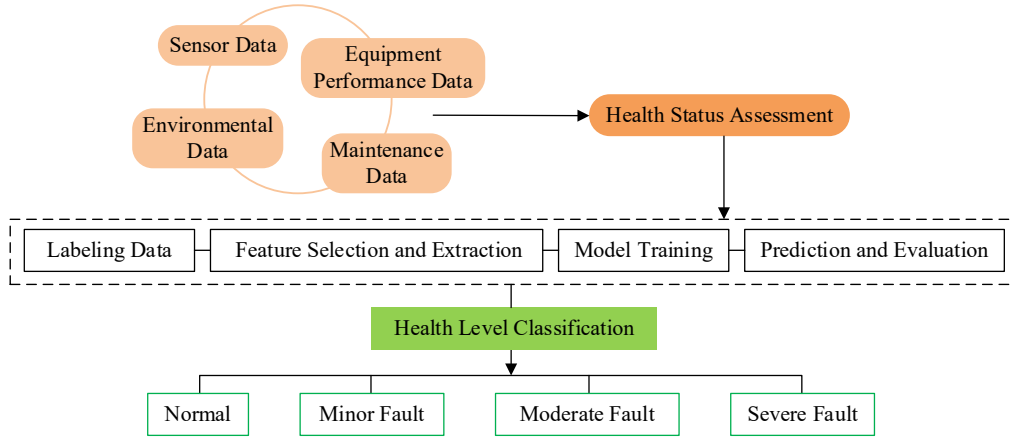 Sensor Data
Equipment
Performance Data
Environmental
Data
Maintenance
Data
Health Status Assessment
Labeling Data
Feature Selection and Extraction
Model Training
Prediction and Evaluation
Health Level Classification
Normal
Minor Fault
Moderate Fault
Severe Fault